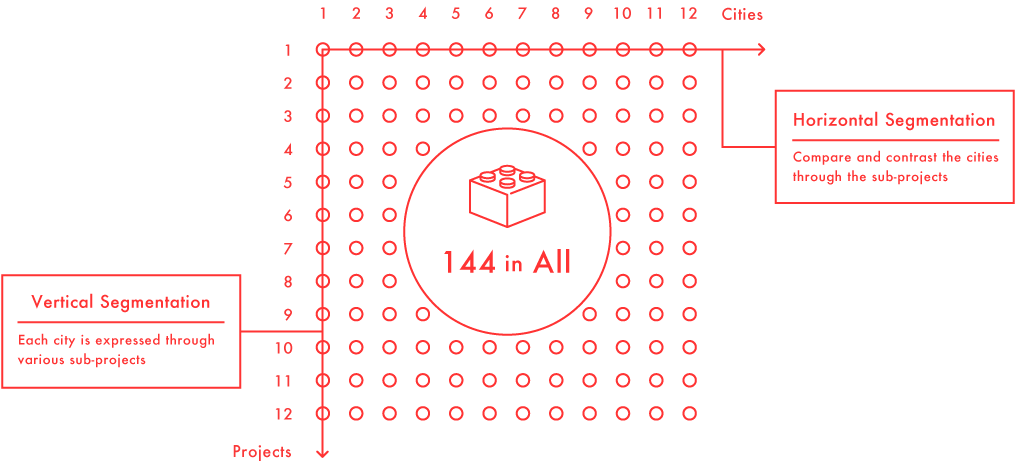 1 2 3 4 5 6 7 8 9 10 11 12 Cities
1
2
3
Horizontal Segmentation
4
Compare and contrast the cities
through the sub-projects
5
6
7
144 in All
8
Vertical Segmentation
9
Each city is expressed through
various sub-projects
10
11
12
Projects